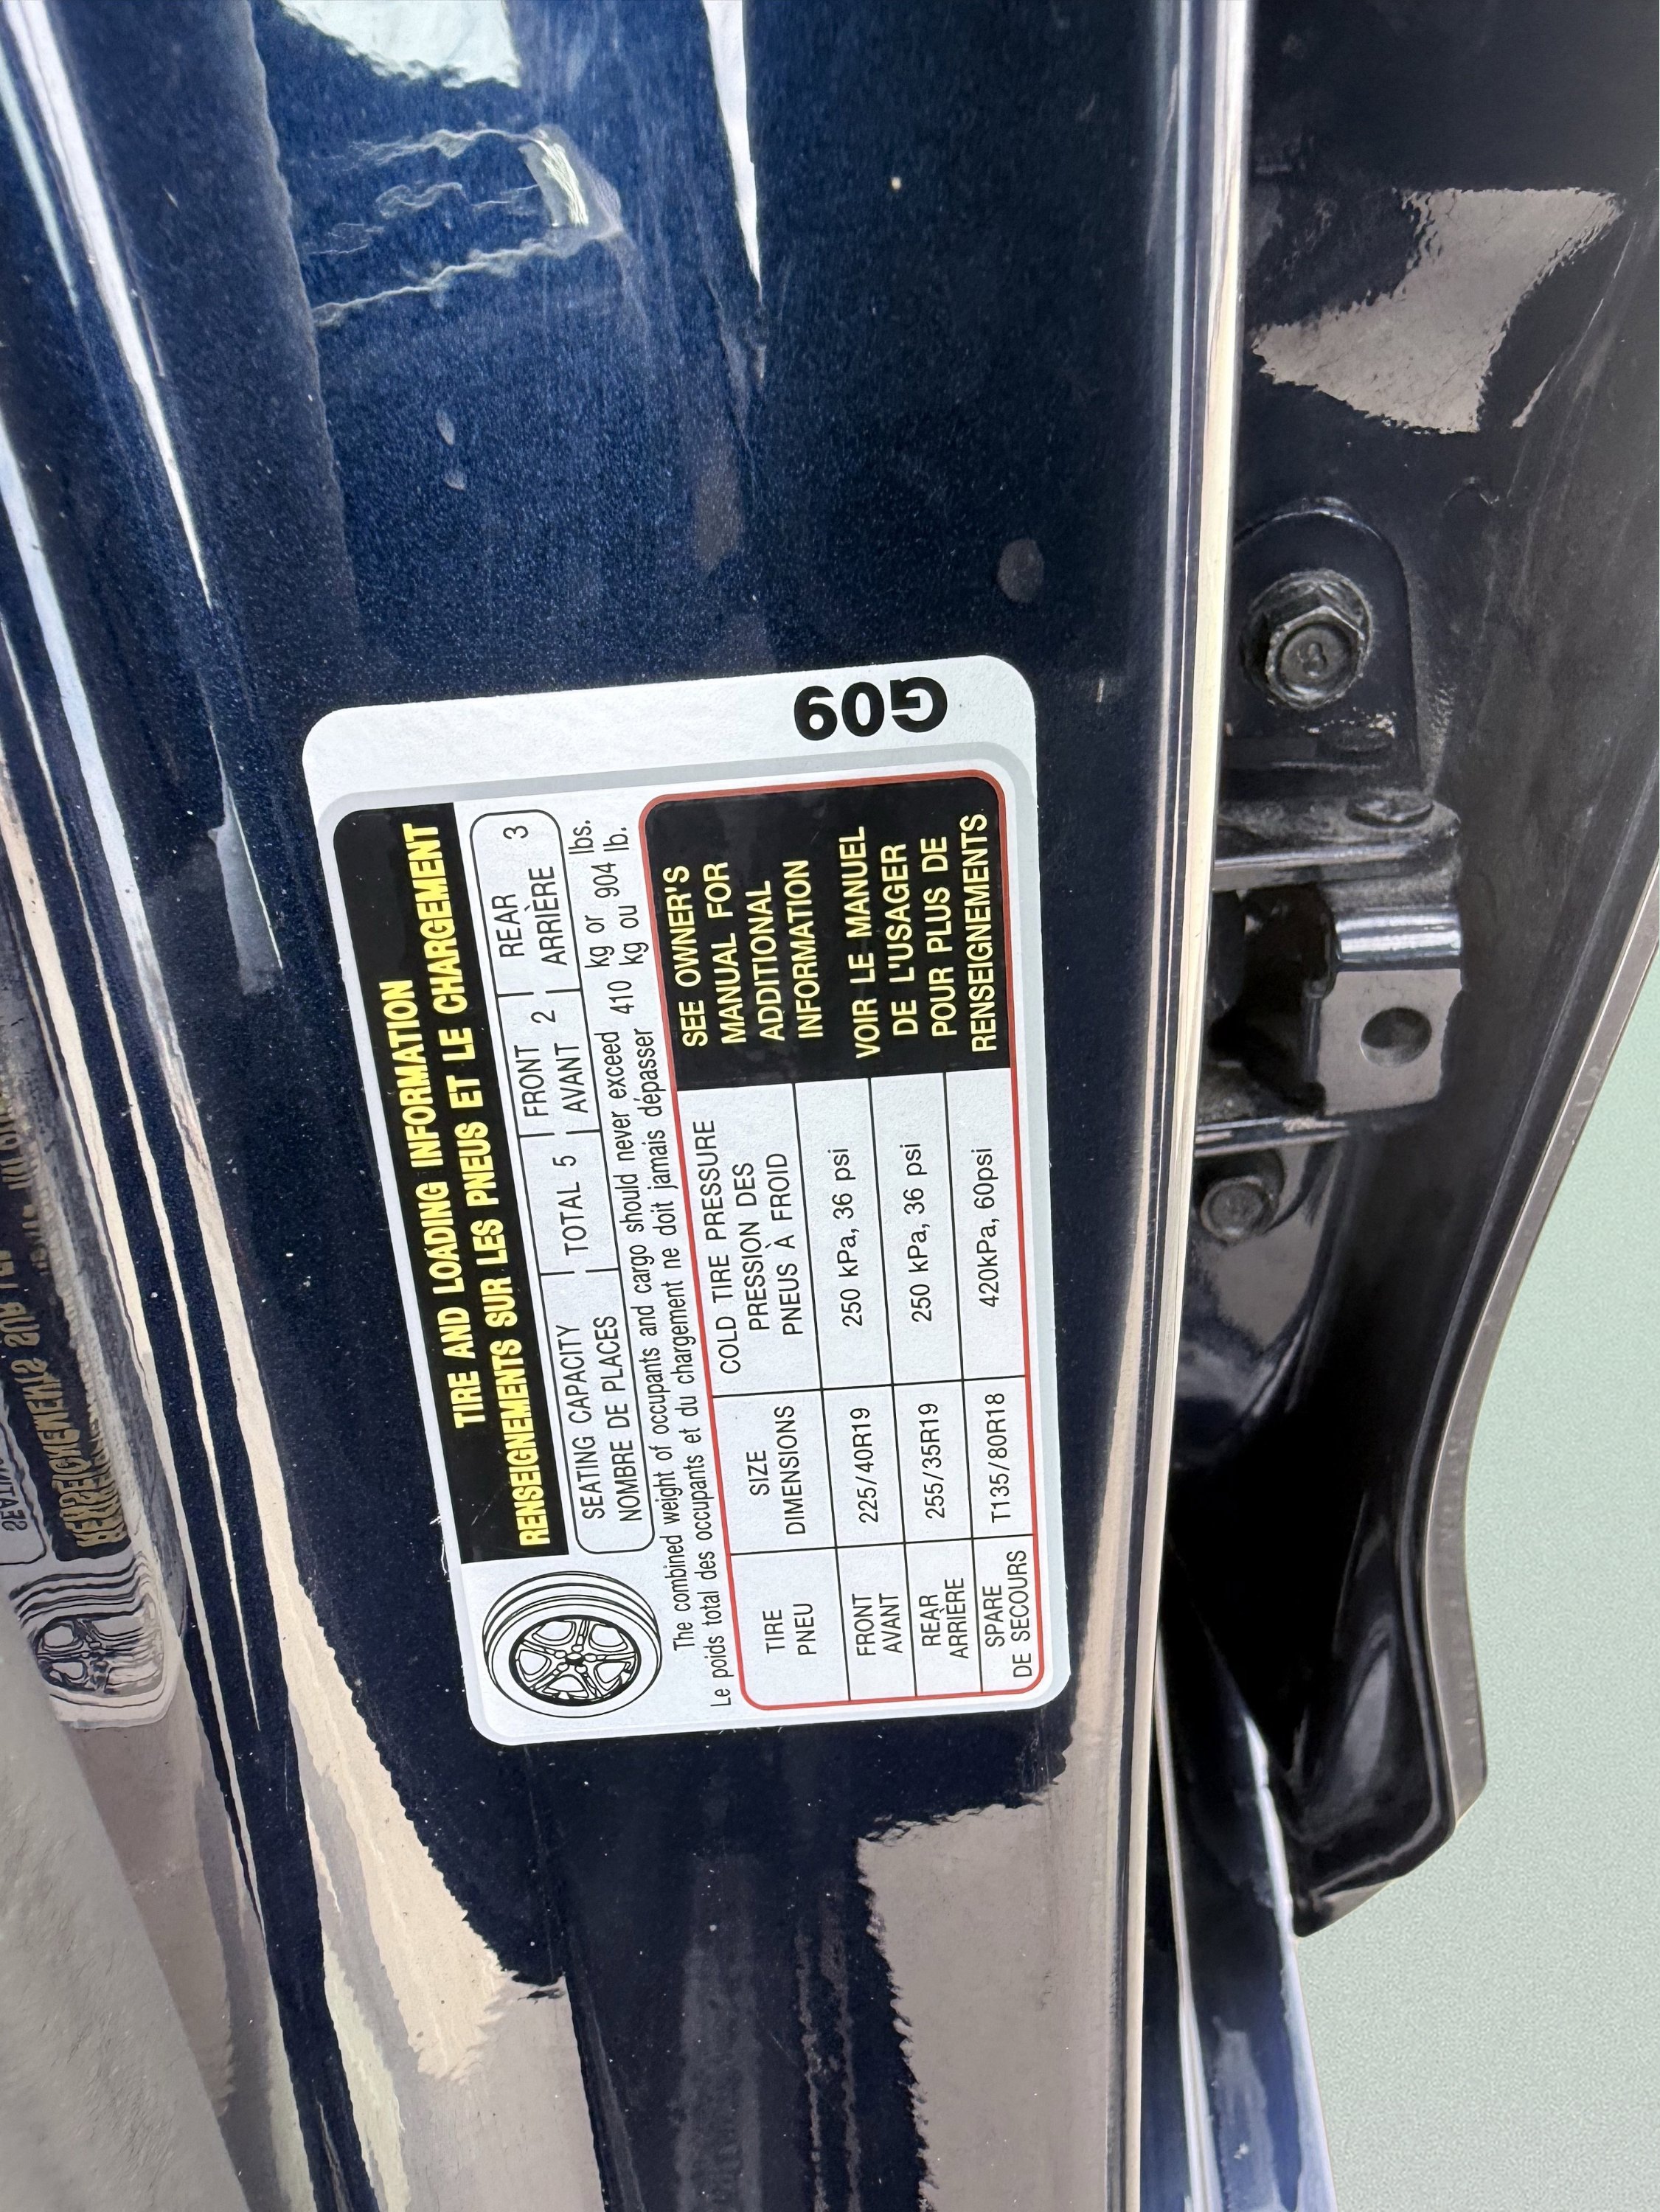 TIRE AND LOADING INFORMATION
RENSEIGNEMENTS SUR LES PNEUS ET LE CHARGEMENT
SEATING CAPACITY
NOMBRE DE PLACES
TOTAL 5
FRONT
AVANT
2
REAR
ARRIÈRE
3
The combined weight of occupants and cargo should never exceed 410 kg or 904 lbs.
Le poids total des occupants et du chargement ne doit jamais dépasser 410 kg ou 904 lb.
TIRE
PNEU
SIZE
DIMENSIONS
COLD TIRE PRESSURE
PRESSION DES
PNEUS À FROID
FRONT
AVANT
225/40R19
250 kPa, 36 psi
REAR
ARRIÈRE
255/35R19
250 kPa, 36 psi
SPARE
DE SECOURS
T135/80R18
420kPa, 60psi
SEE OWNER'S
MANUAL FOR
ADDITIONAL
INFORMATION
VOIR LE MANUEL
DE L'USAGER
POUR PLUS DE
RENSEIGNEMENTS
G09